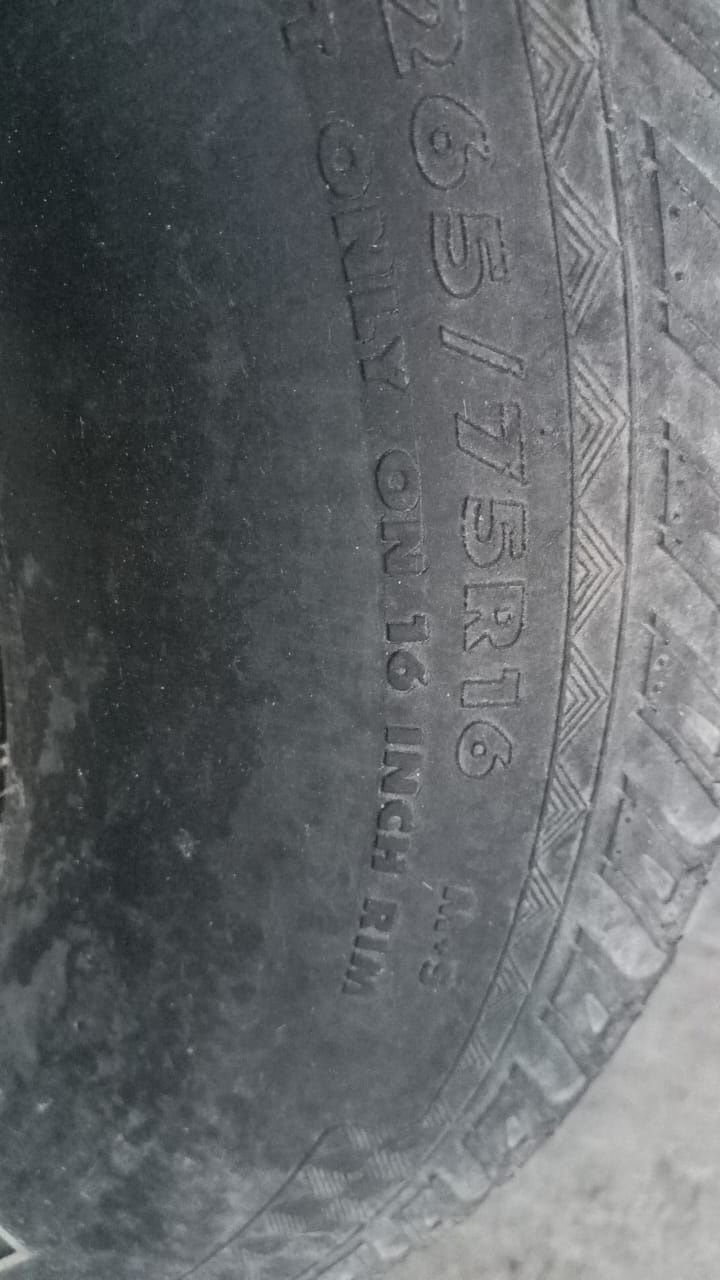 265/75R16
M+S
T ONLY ON 16 INCH RIM